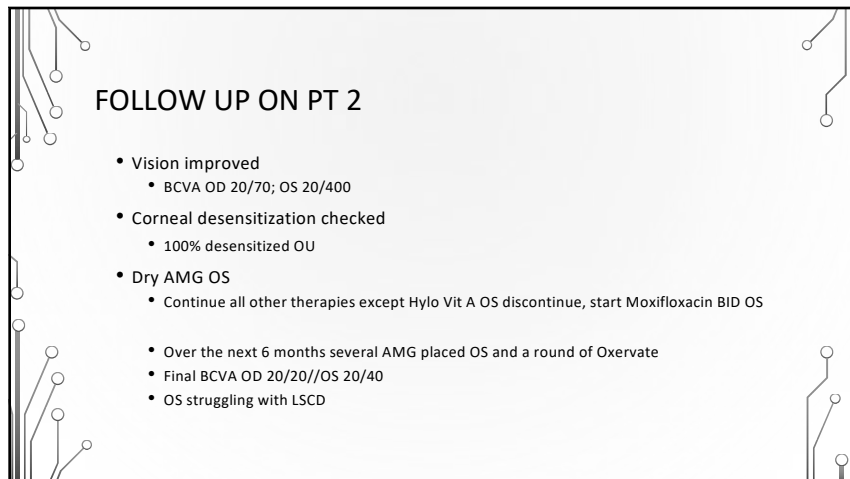 FOLLOW UP ON PT 2
• Vision improved
• BCVA OD 20/70; OS 20/400
• Corneal desensitization checked
• 100% desensitized OU
• Dry AMG OS
• Continue all other therapies except Hylo Vit A OS discontinue, start Moxifloxacin BID OS
• Over the next 6 months several AMG placed OS and a round of Oxervate
• Final BCVA OD 20/20//OS 20/40
• OS struggling with LSCD